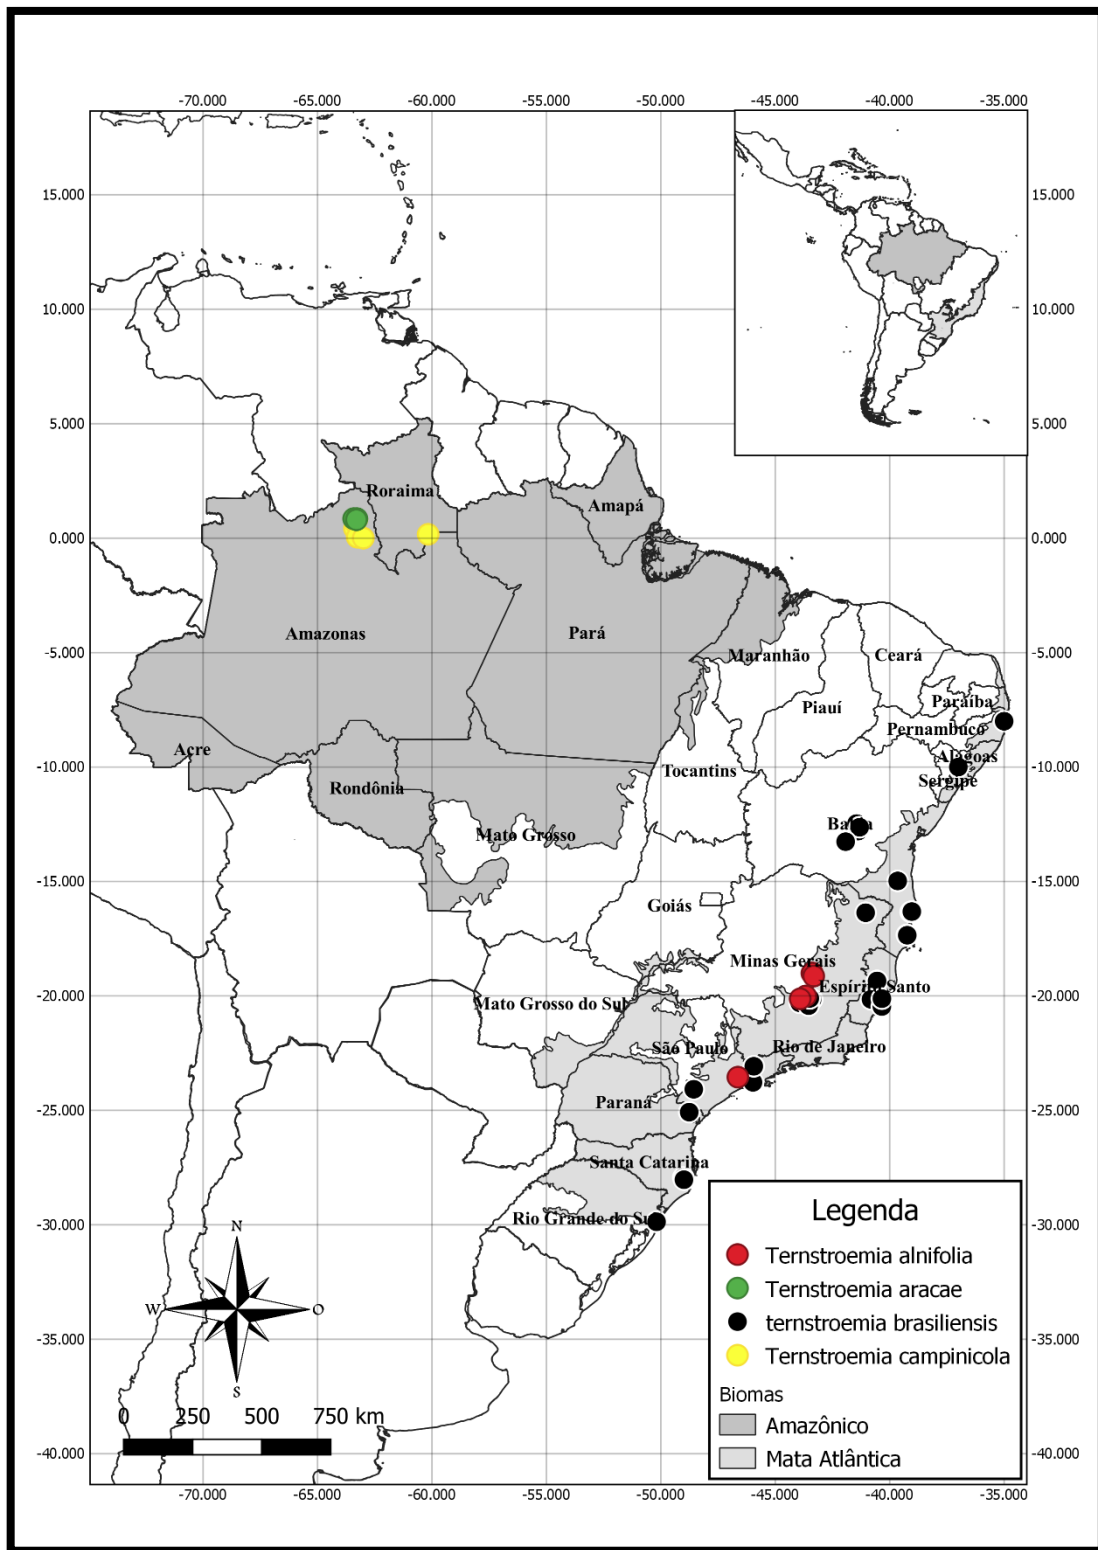 -70.000 -65.000 -60.000 -55.000 -50.000 -45.000 -40.000 -35.000
15.000 15.000
10.000 10.000
5.000 5.000
Roraima
Amapá
0.000 0.000
Amazonas Pará
-5.000 Maranhão Ceará -5.000
Piauí Paraíba
Pernambuco
Acre Alagoas
-10.000 Tocantins Sergipe -10.000
Rondônia
Mato Grosso Bahia
-15.000 -15.000
Goiás
Minas Gerais
Espírito Santo
-20.000 Mato Grosso do Sul -20.000
São Paulo Rio de Janeiro
Paraná
-25.000 -25.000
Santa Catarina
Rio Grande do Sul
-30.000 -30.000
Legenda
N
Ternstroemia alnifolia
Ternstroemia aracae
W O
ternstroemia brasiliensis
-35.000 -35.000
Ternstroemia campinicola
S
Biomas
0 250 500 750 km
Amazônico
Mata Atlântica
-40.000 -40.000
-70.000 -65.000 -60.000 -55.000 -50.000 -45.000 -40.000 -35.000